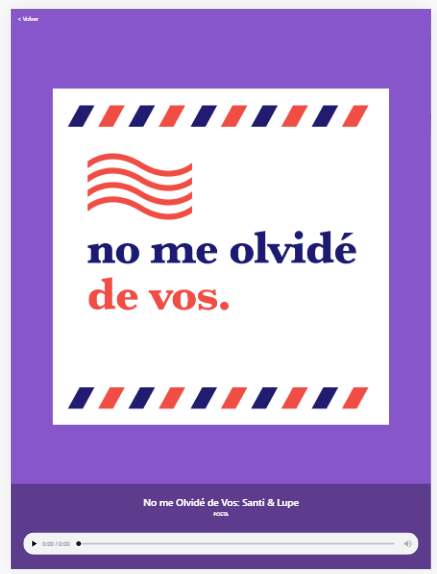 < Volver
no me olvidé
de vos.
No me Olvidé de Vos: Santi & Lupe
POSTA
0:00 / 0:00